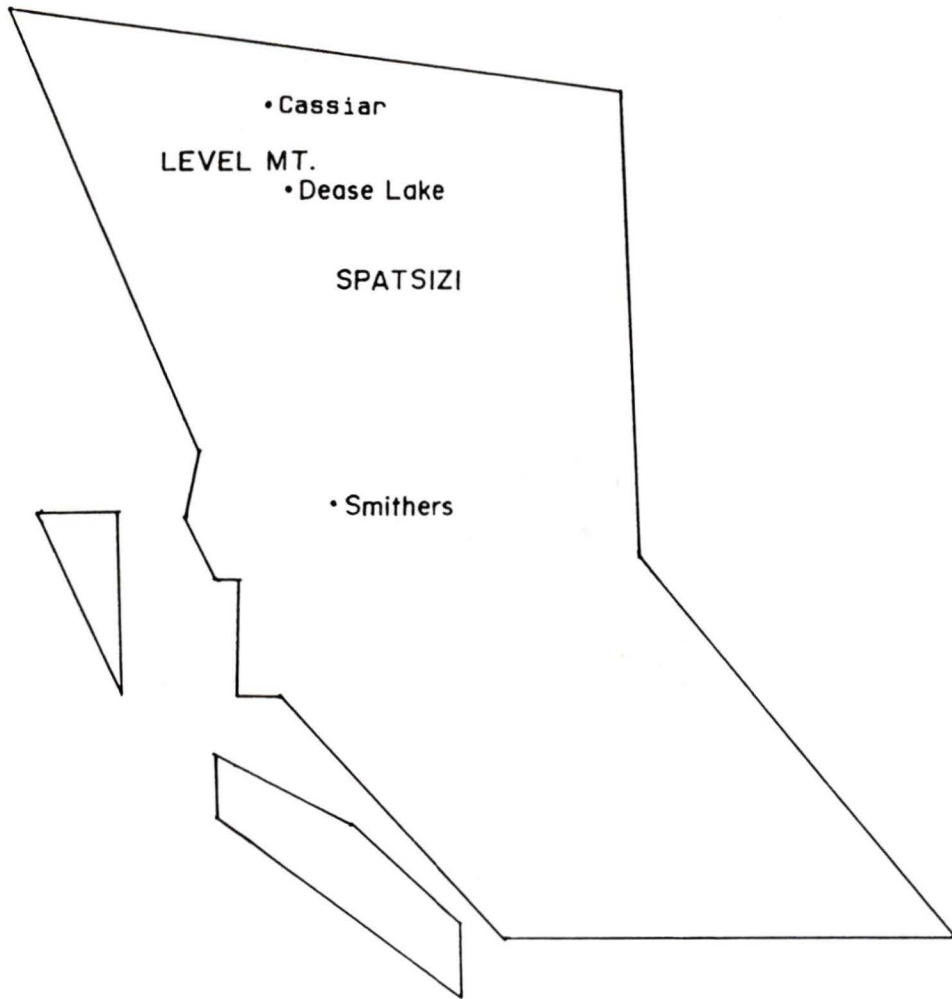 •Cassiar
LEVEL MT.
•Dease Lake
SPATSIZI
•Smithers